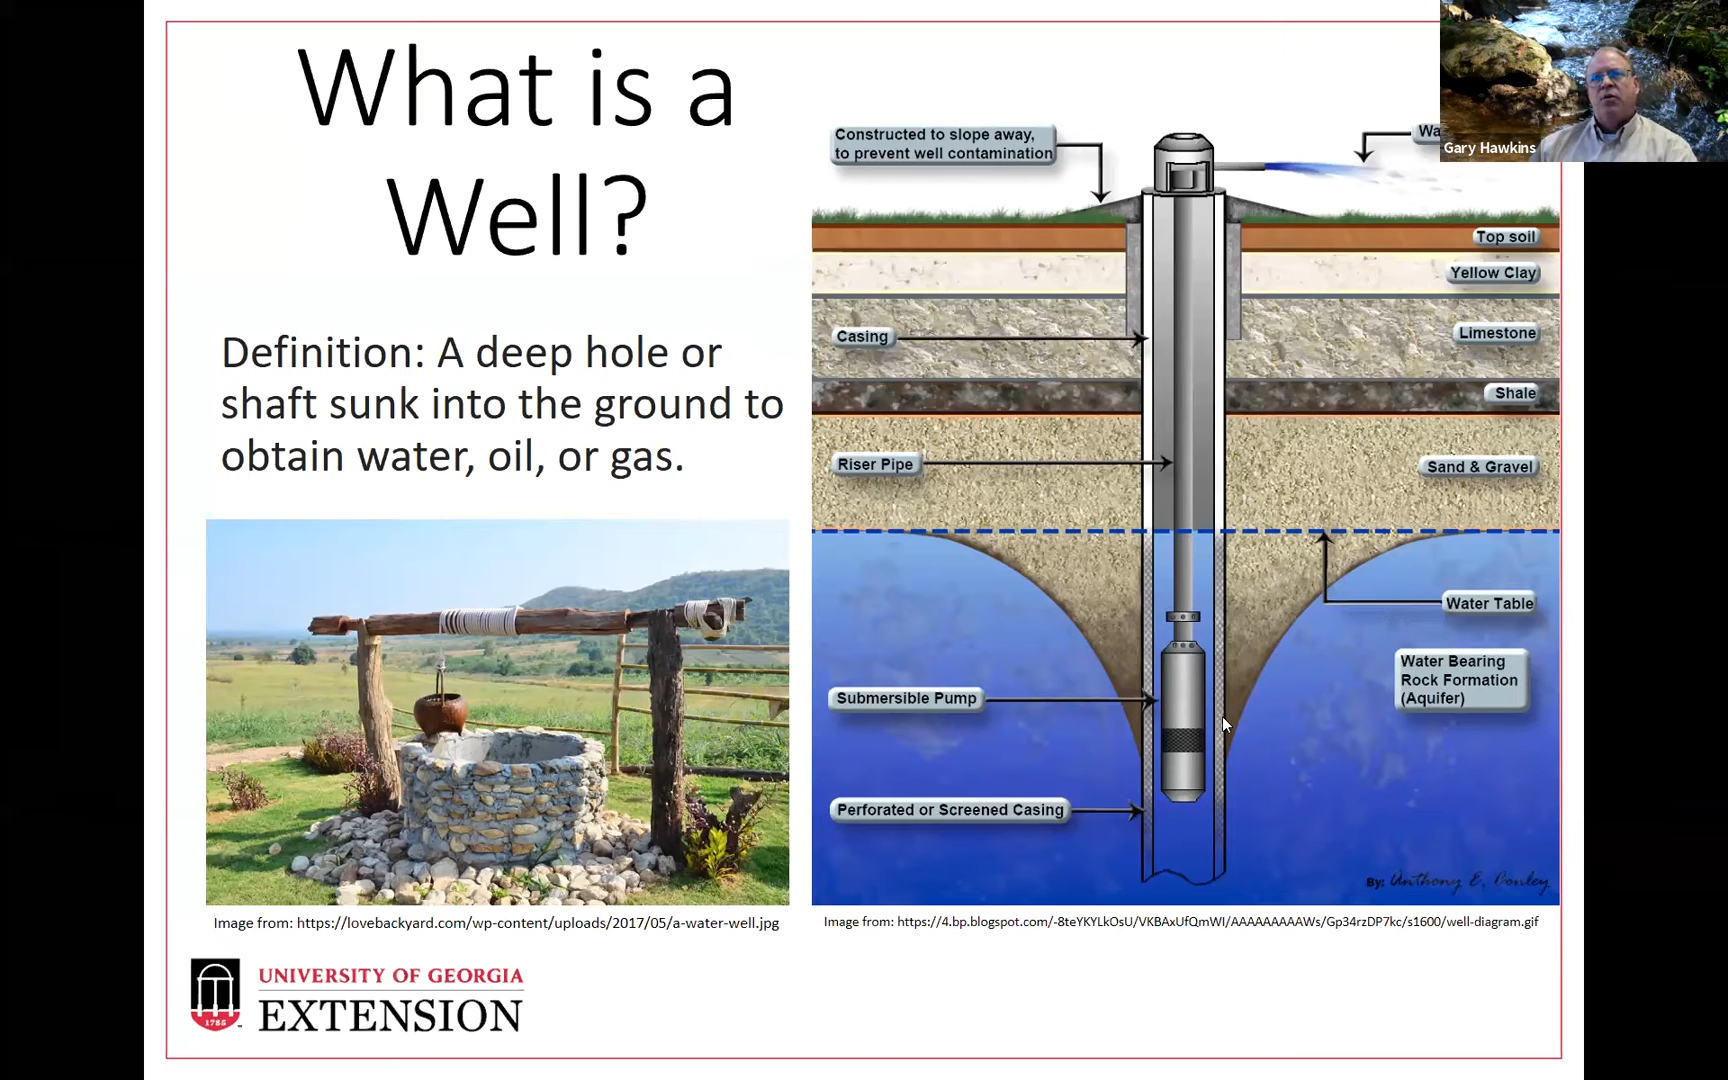 What is a
Well?
Definition: A deep hole or
shaft sunk into the ground to
obtain water, oil, or gas.
Image from: https://lovebackyard.com/wp-content/uploads/2017/05/a-water-well.jpg
UNIVERSITY OF GEORGIA
EXTENSION
1785
Constructed to slope away,
to prevent well contamination
Wa
Gary Hawkins
Top soil
Yellow Clay
Limestone
Casing
Shale
Riser Pipe
Sand & Gravel
Water Table
Water Bearing
Rock Formation
(Aquifer)
Submersible Pump
Perforated or Screened Casing
By: Anthony E. Donley
Image from: https://4.bp.blogspot.com/-8teYKYLkOsU/VKBAxUfQmWI/AAAAAAAAAWs/Gp34rzDP7kc/s1600/well-diagram.gif